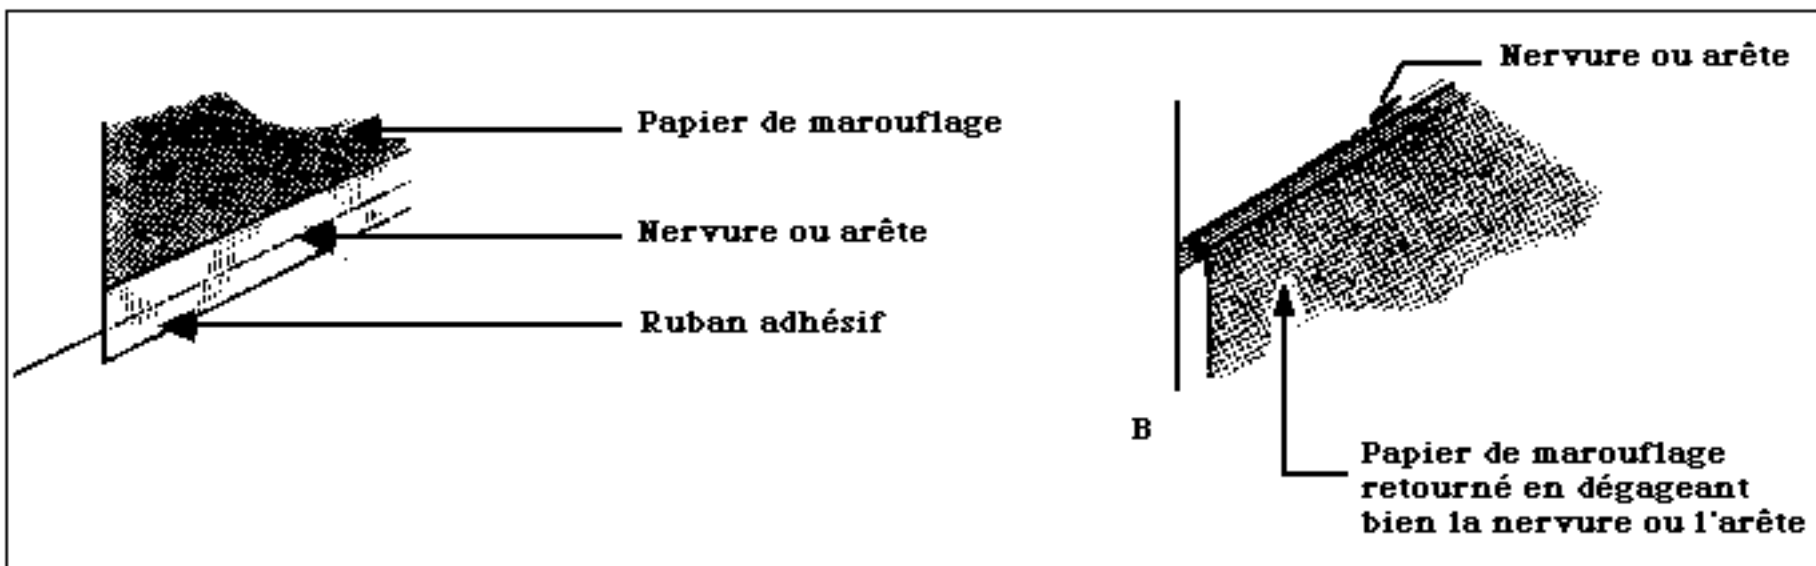 Papier de marouflage
Nervure ou arête
Ruban adhésif
Nervure ou arête
B
Papier de marouflage
retourné en dégageant
bien la nervure ou l'arête